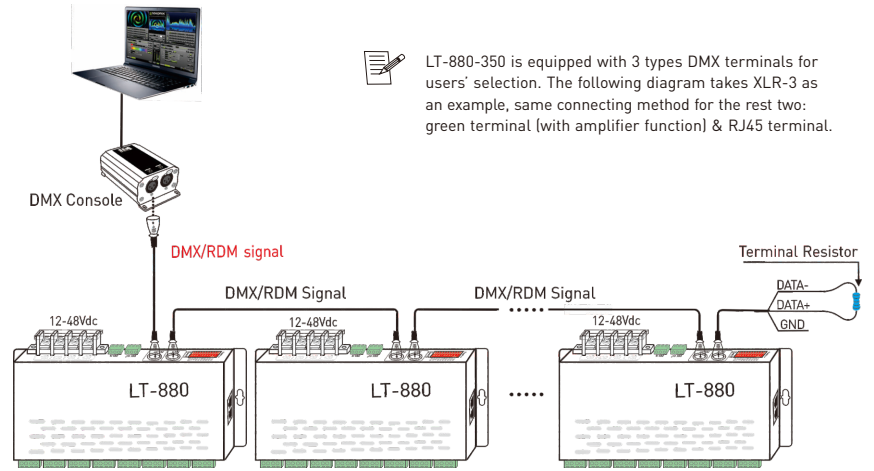 LT-880-350 is equipped with 3 types DMX terminals for
users' selection. The following diagram takes XLR-3 as
an example, same connecting method for the rest two:
green terminal (with amplifier function) & RJ45 terminal.
DMX Console
DMX/RDM signal
Terminal Resistor
DMX/RDM Signal
DMX/RDM Signal
DATA-
DATA+
GND
12-48Vdc
12-48Vdc
12-48Vdc
LT-880
LT-880
LT-880